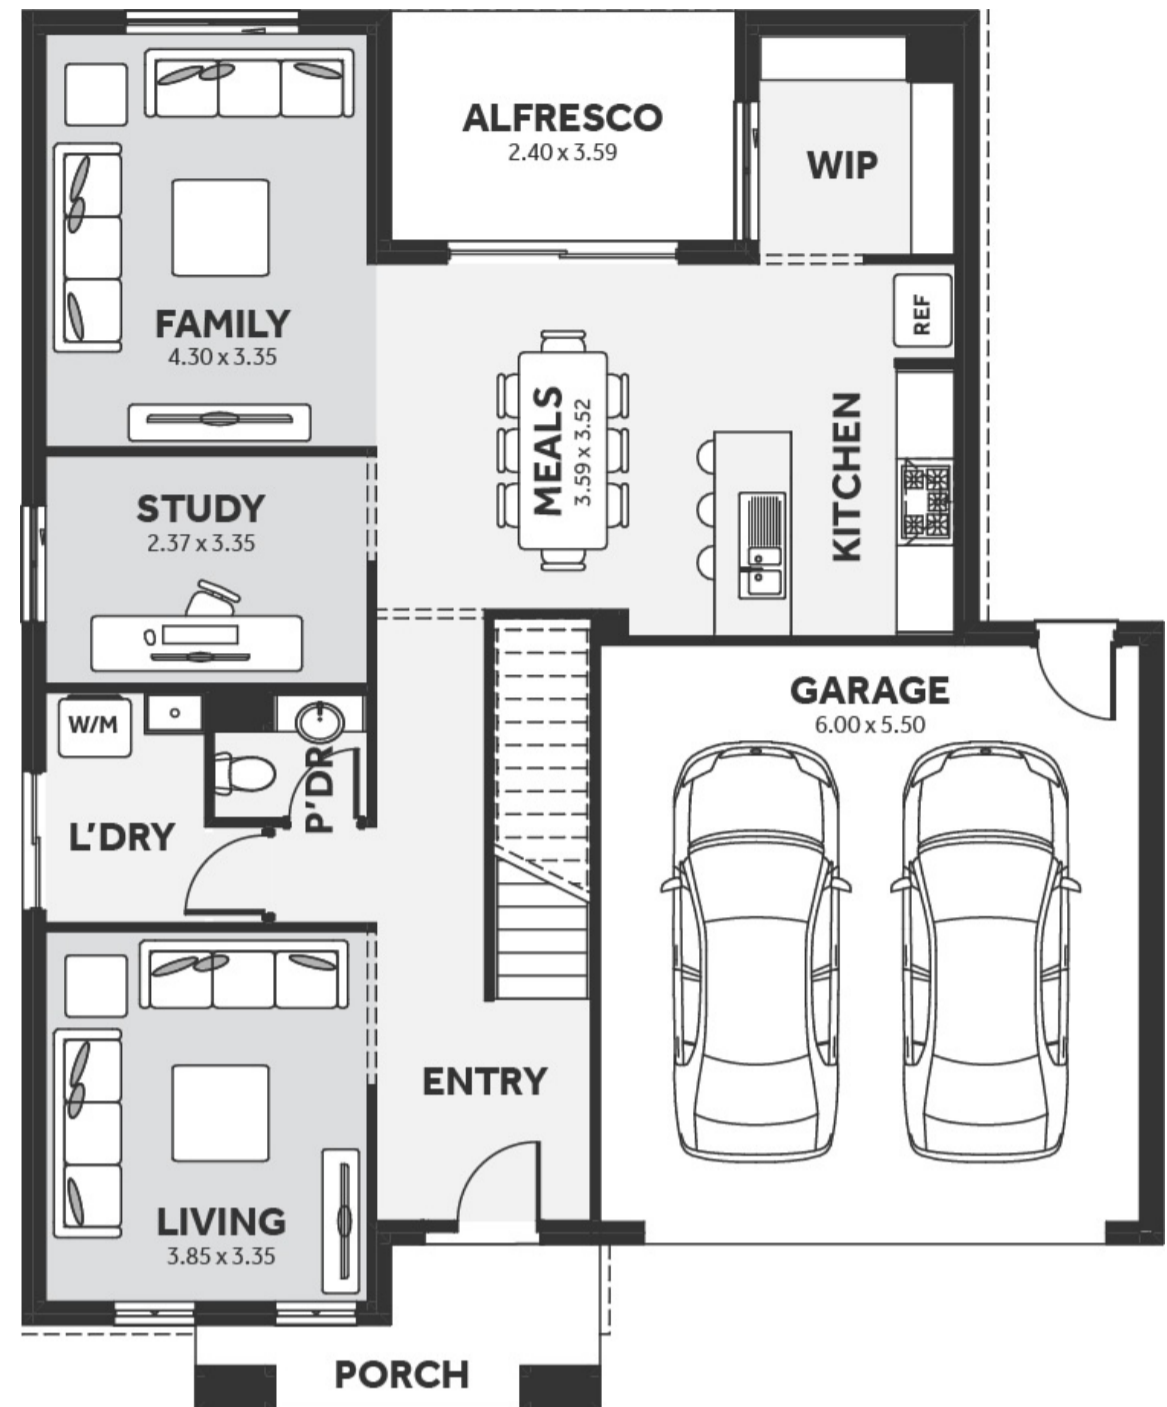 ALFRESCO
2.40 x 3.59
WIP
FAMILY
4.30 x 3.35
REF
MEALS
3.59 x 3.52
KITCHEN
STUDY
2.37 x 3.35
GARAGE
6.00 x 5.50
W/M
P'DR
L'DRY
ENTRY
LIVING
3.85 x 3.35
PORCH